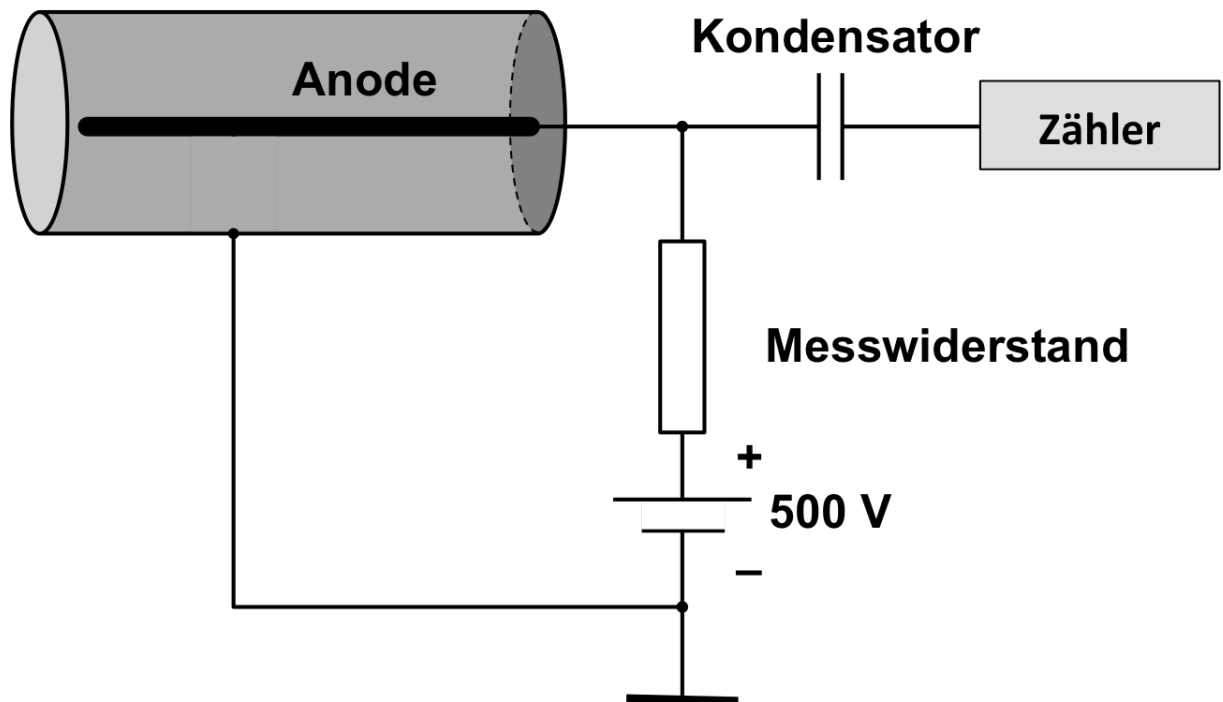 Kondensator
Anode
Zähler
Messwiderstand
+
500 V
–